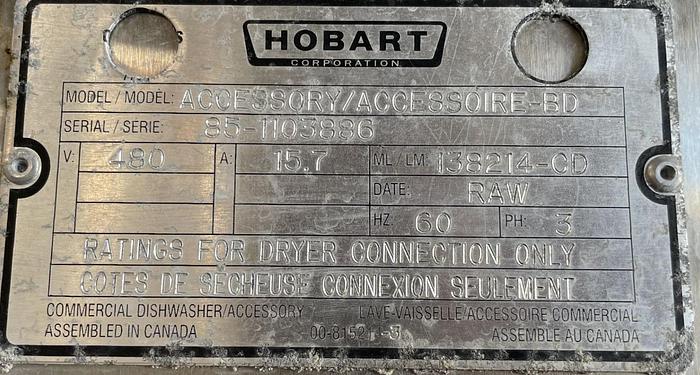 HOBART
CORPORATION
MODEL / MODÈL: ACCESSORY/ACCESSOIRE-BD
SERIAL / SERIE: 85-1103886
V: 480 A: 15.7 ML/LM: 138214-CD
DATE: RAW
HZ: 60 PH: 3
RATINGS FOR DRYER CONNECTION ONLY
COTES DE SECHEUSE CONNEXION SEULEMENT
COMMERCIAL DISHWASHER/ACCESSORY LAVE-VAISSELLE/ACCESSOIRE COMMERCIAL
ASSEMBLED IN CANADA ASSEMBLE AU CANADA